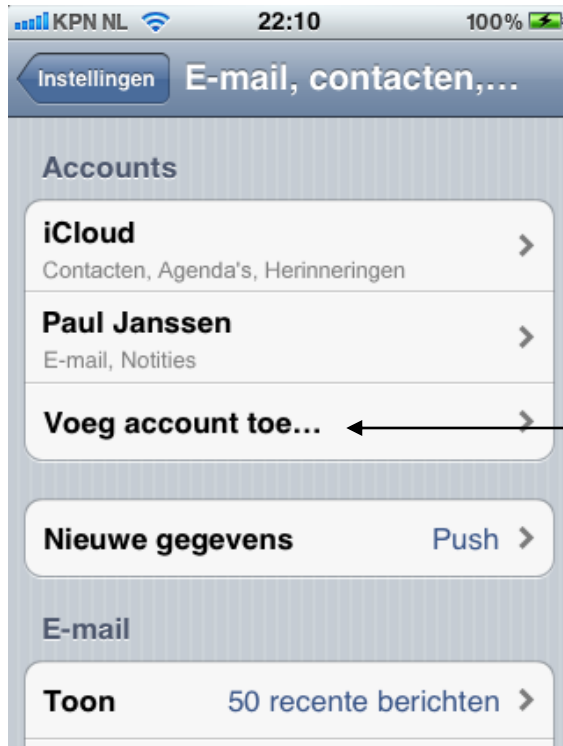 KPN NL 22:10 100%
Instellingen E-mail, contacten,...
Accounts
iCloud
Contacten, Agenda's, Herinneringen
Paul Janssen
E-mail, Notities
Voeg account toe...
Nieuwe gegevens Push
E-mail
Toon 50 recente berichten